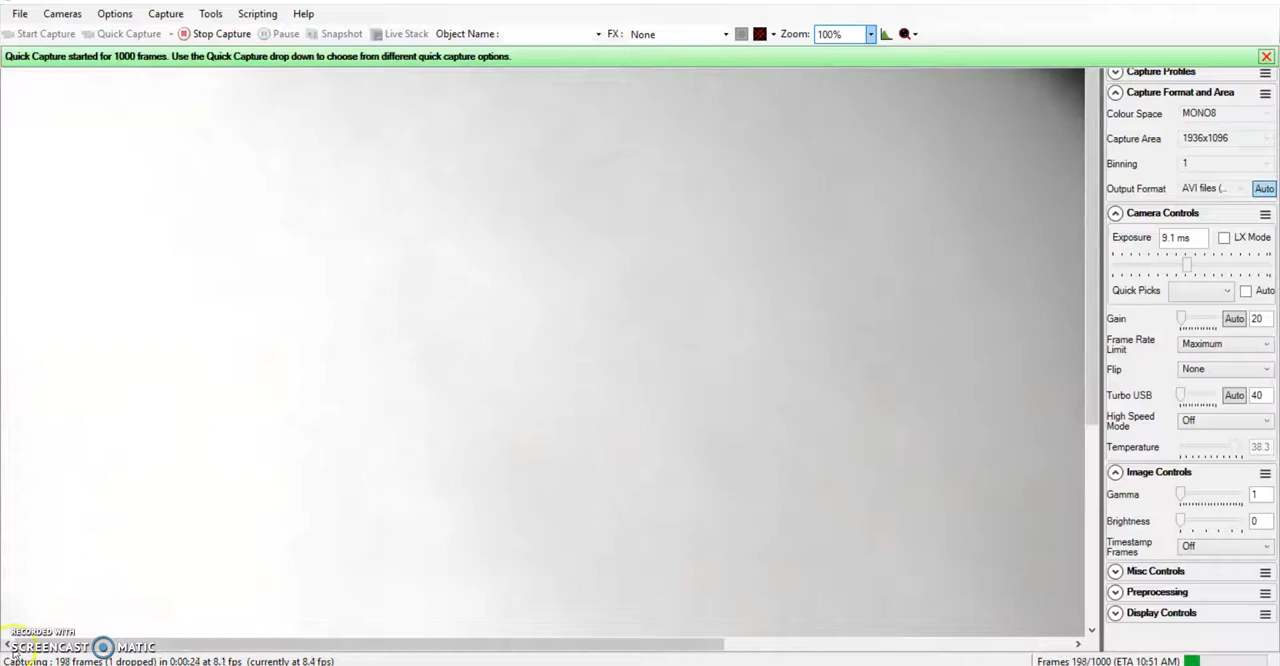 File Cameras Options Capture Tools Scripting Help
Start Capture Quick Capture Stop Capture Pause Snapshot Live Stack Object Name : FX : None Zoom: 100%
Quick Capture started for 1000 frames. Use the Quick Capture drop down to choose from different quick capture options.
Capture Profiles
Capture Format and Area
Colour Space MONO8
Capture Area 1936x1096
Binning 1
Output Format AVI files (... Auto
Camera Controls
Exposure 9.1 ms LX Mode
Quick Picks Auto
Gain Auto 20
Frame Rate
Limit Maximum
Flip None
Turbo USB Auto 40
High Speed
Mode Off
Temperature 38.3
Image Controls
Gamma 1
Brightness 0
Timestamp
Frames Off
Misc Controls
Preprocessing
Display Controls
RECORDED WITH
SCREENCAST MATIC
Capturing : 198 frames (1 dropped) in 0:00:24 at 8.1 fps (currently at 8.4 fps) Frames 198/1000 (ETA 10:51 AM)